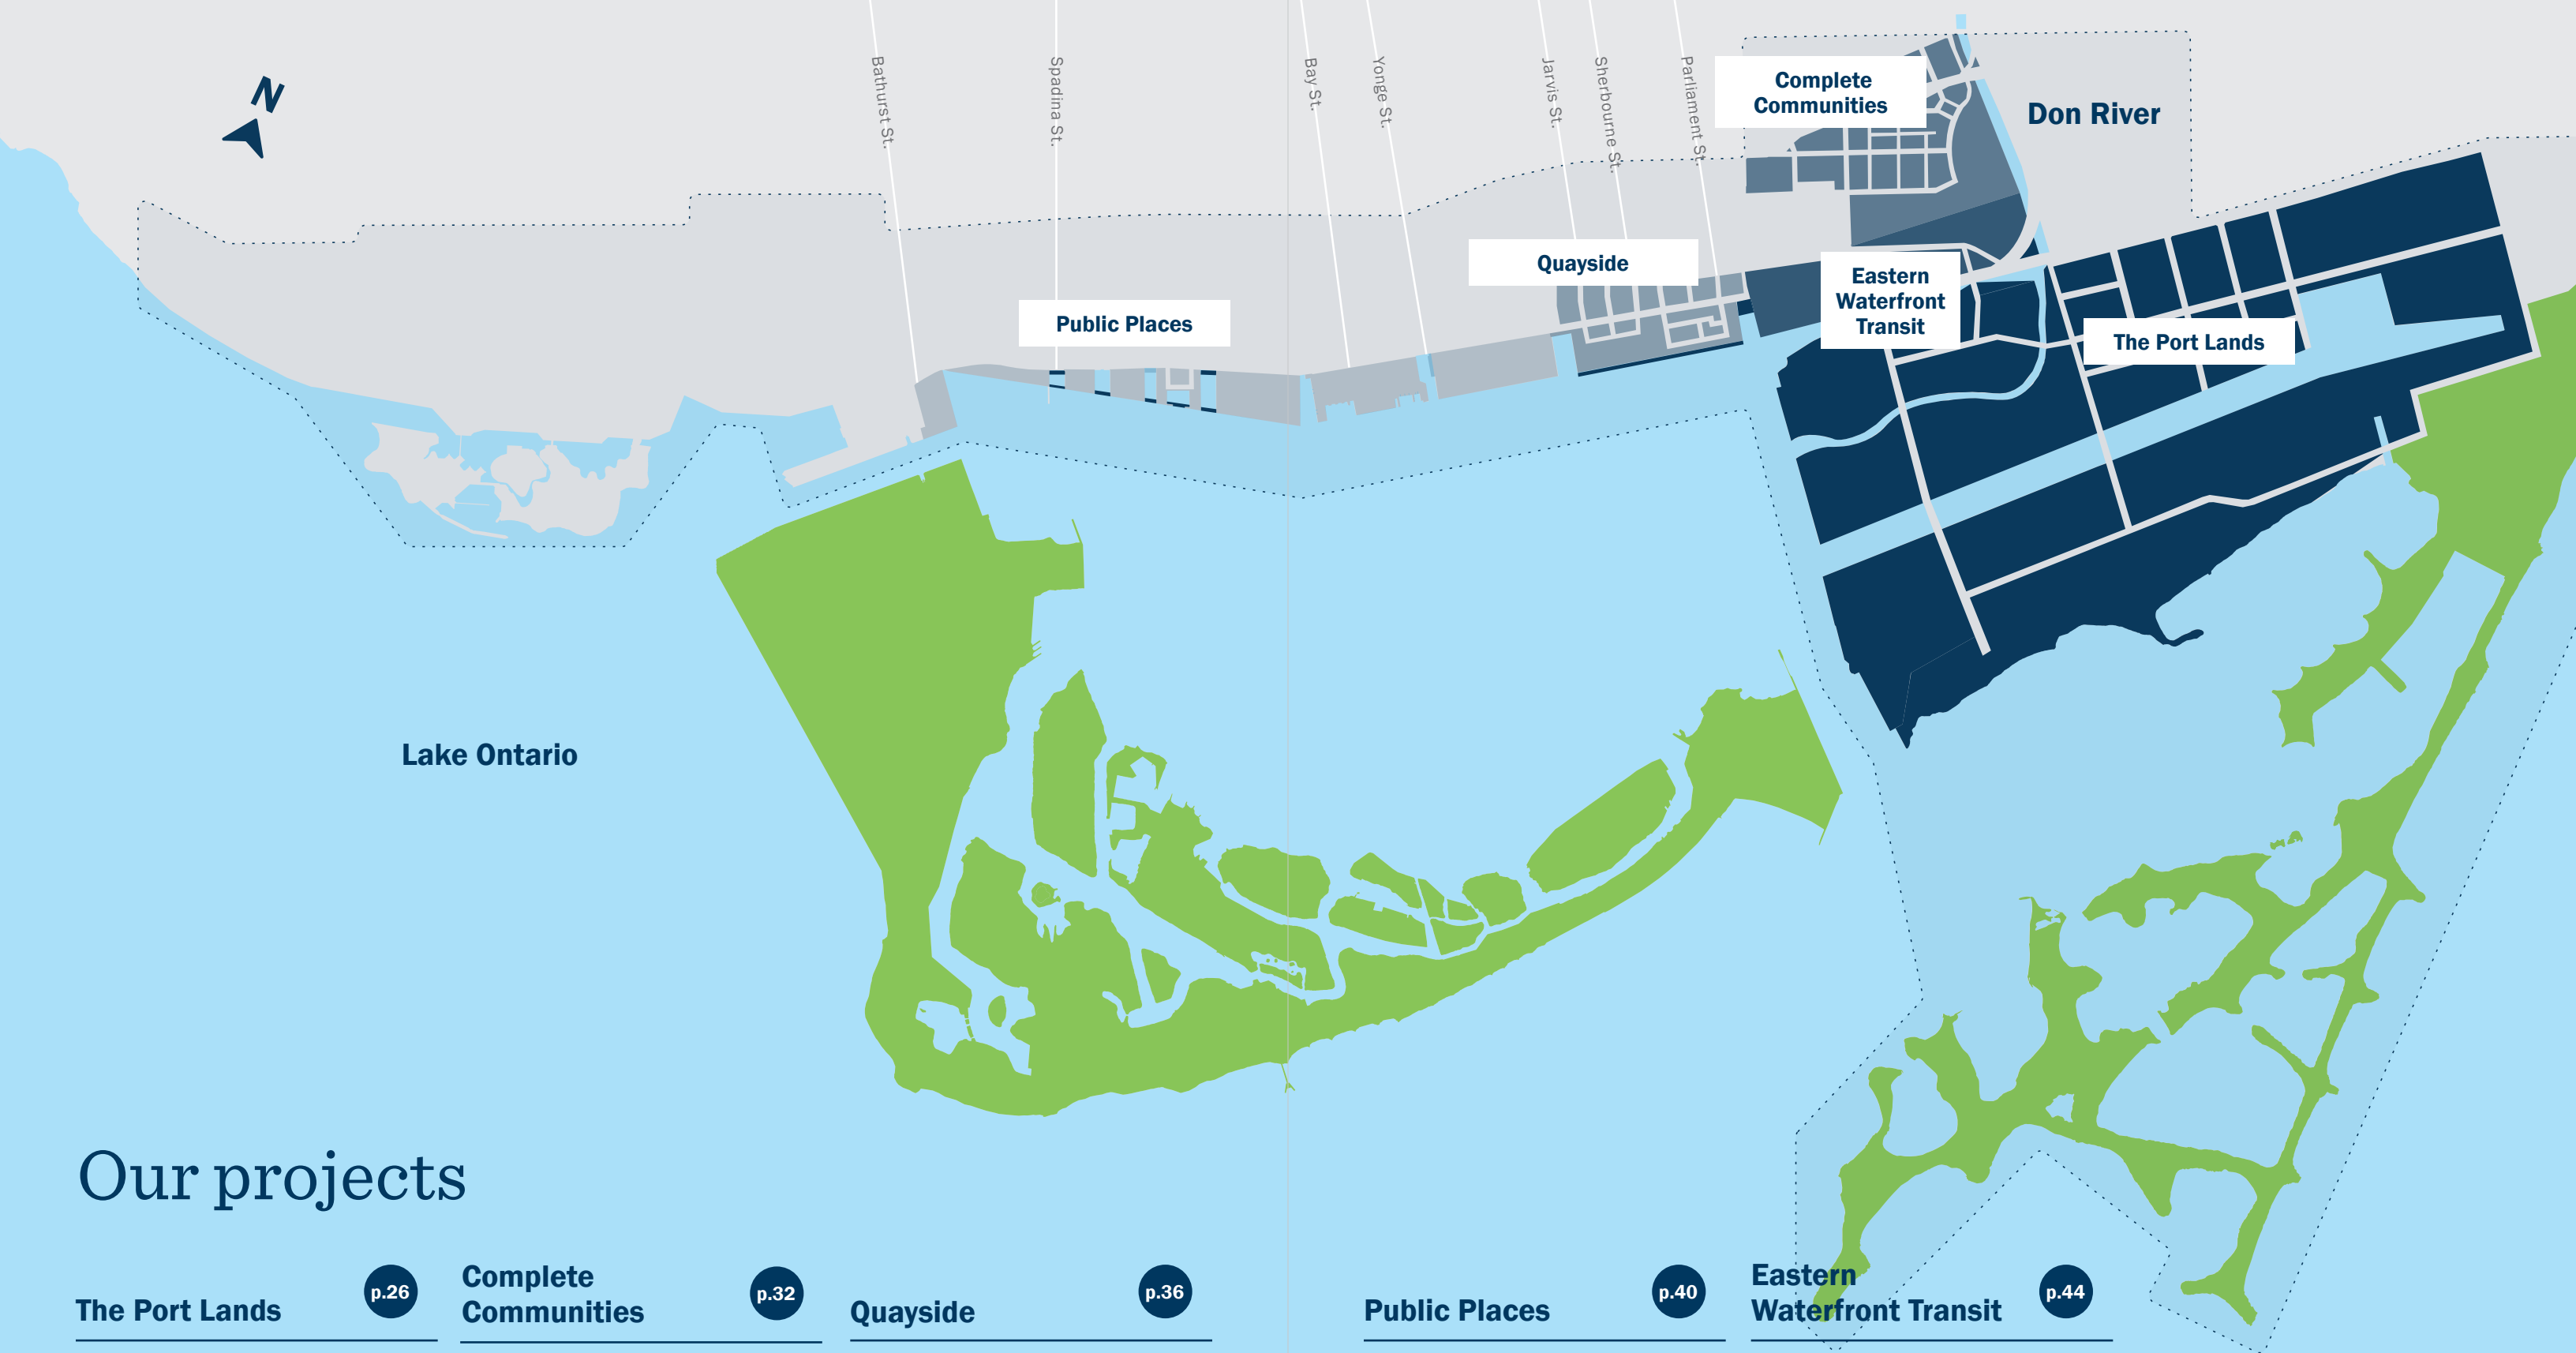 N
Bathurst St.
Spadina St.
Bay St.
Yonge St.
Jarvis St.
Sherbourne St.
Parliament St.
Complete
Communities
Don River
Quayside
Eastern
Waterfront
Transit
Public Places
The Port Lands
Lake Ontario
Our projects
The Port Lands
p.26
Complete
Communities
p.32
Quayside
p.36
Public Places
p.40
Eastern
Waterfront Transit
p.44